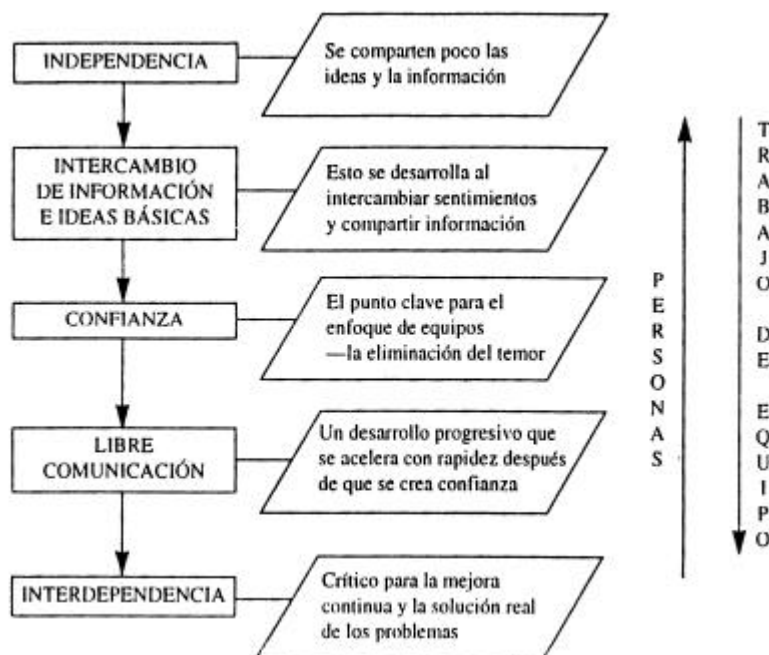 INDEPENDENCIA
Se comparten poco las
ideas y la información
INTERCAMBIO
DE INFORMACIÓN
E IDEAS BÁSICAS
Esto se desarrolla al
intercambiar sentimientos
y compartir información
CONFIANZA
El punto clave para el
enfoque de equipos
—la eliminación del temor
LIBRE
COMUNICACIÓN
Un desarrollo progresivo que
se acelera con rapidez después
de que se crea confianza
INTERDEPENDENCIA
Crítico para la mejora
continua y la solución real
de los problemas
PERSONAS
TRABAJO DE EQUIPO